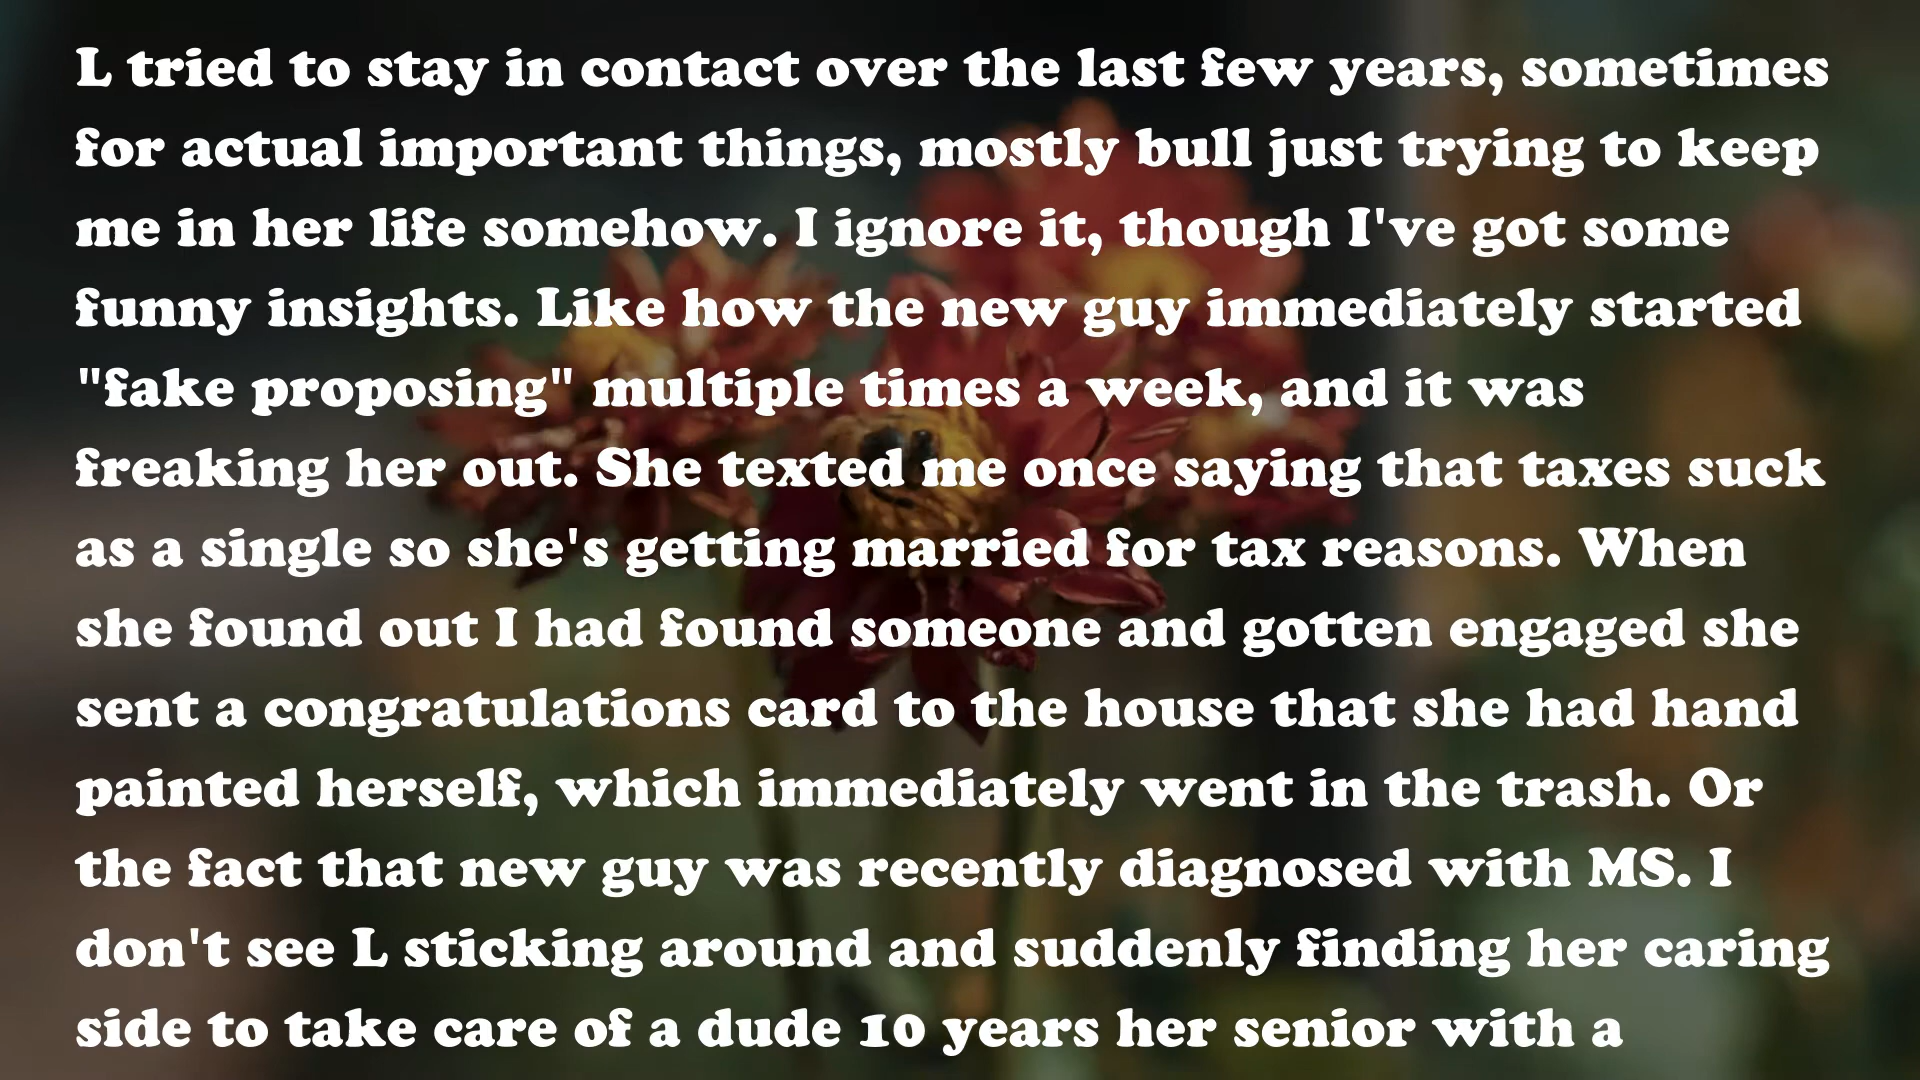 L tried to stay in contact over the last few years, sometimes
for actual important things, mostly bull just trying to keep
me in her life somehow. I ignore it, though I've got some
funny insights. Like how the new guy immediately started
"fake proposing" multiple times a week, and it was
freaking her out. She texted me once saying that taxes suck
as a single so she's getting married for tax reasons. When
she found out I had found someone and gotten engaged she
sent a congratulations card to the house that she had hand
painted herself, which immediately went in the trash. Or
the fact that new guy was recently diagnosed with MS. I
don't see L sticking around and suddenly finding her caring
side to take care of a dude 10 years her senior with a